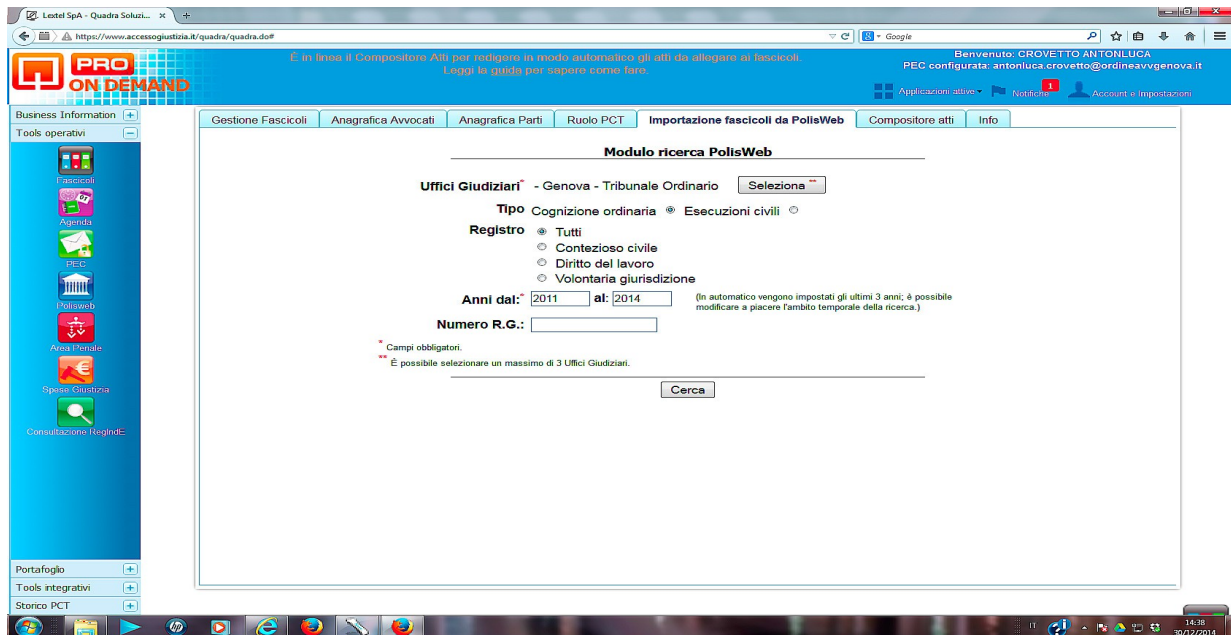 Lextel SpA - Quadra Soluzi... × +
https://www.accessogiustizia.it/quadra/quadra.do#
Google
PRO
ON DEMAND
È in linea il Compositore Atti per redigere in modo automatico gli atti da allegare ai fascicoli.
Leggi la guida per sapere come fare.
Benvenuto: CROVETTO ANTONLUCA
PEC configurata: antonluca.crovetto@ordineavvgenova.it
Applicazioni attive Notifiche 1 Account e Impostazioni
Business Information
Tools operativi
Fascicoli
Agenda
PEC
Polisweb
Area Penale
Spese Giustizia
Consultazione RegIndE
Portafoglio
Tools integrativi
Storico PCT
Gestione Fascicoli Anagrafica Avvocati Anagrafica Parti Ruolo PCT Importazione fascicoli da PolisWeb Compositore atti Info
Modulo ricerca PolisWeb
Uffici Giudiziari* - Genova - Tribunale Ordinario Seleziona **
Tipo Cognizione ordinaria Esecuzioni civili
Registro Tutti
Contezioso civile
Diritto del lavoro
Volontaria giurisdizione
Anni dal:* 2011 al: 2014 (In automatico vengono impostati gli ultimi 3 anni; è possibile
modificare a piacere l'ambito temporale della ricerca.)
Numero R.G.:
* Campi obbligatori.
** È possibile selezionare un massimo di 3 Uffici Giudiziari.
Cerca
14:38
30/12/2014